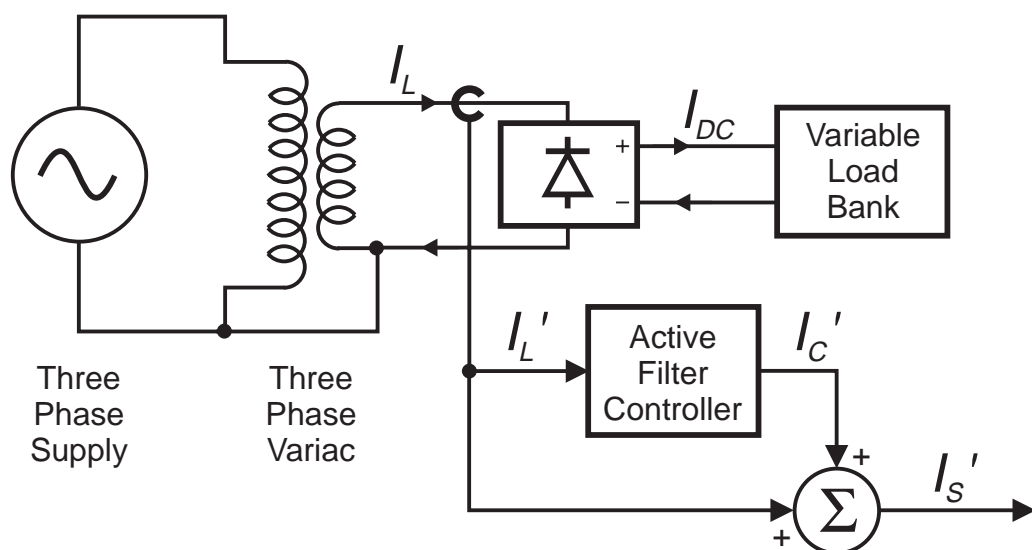 I_L
I_DC
+
−
Variable
Load
Bank
I_L'
Active
Filter
Controller
I_C'
Three
Phase
Supply
Three
Phase
Variac
+
Σ
+
I_S'